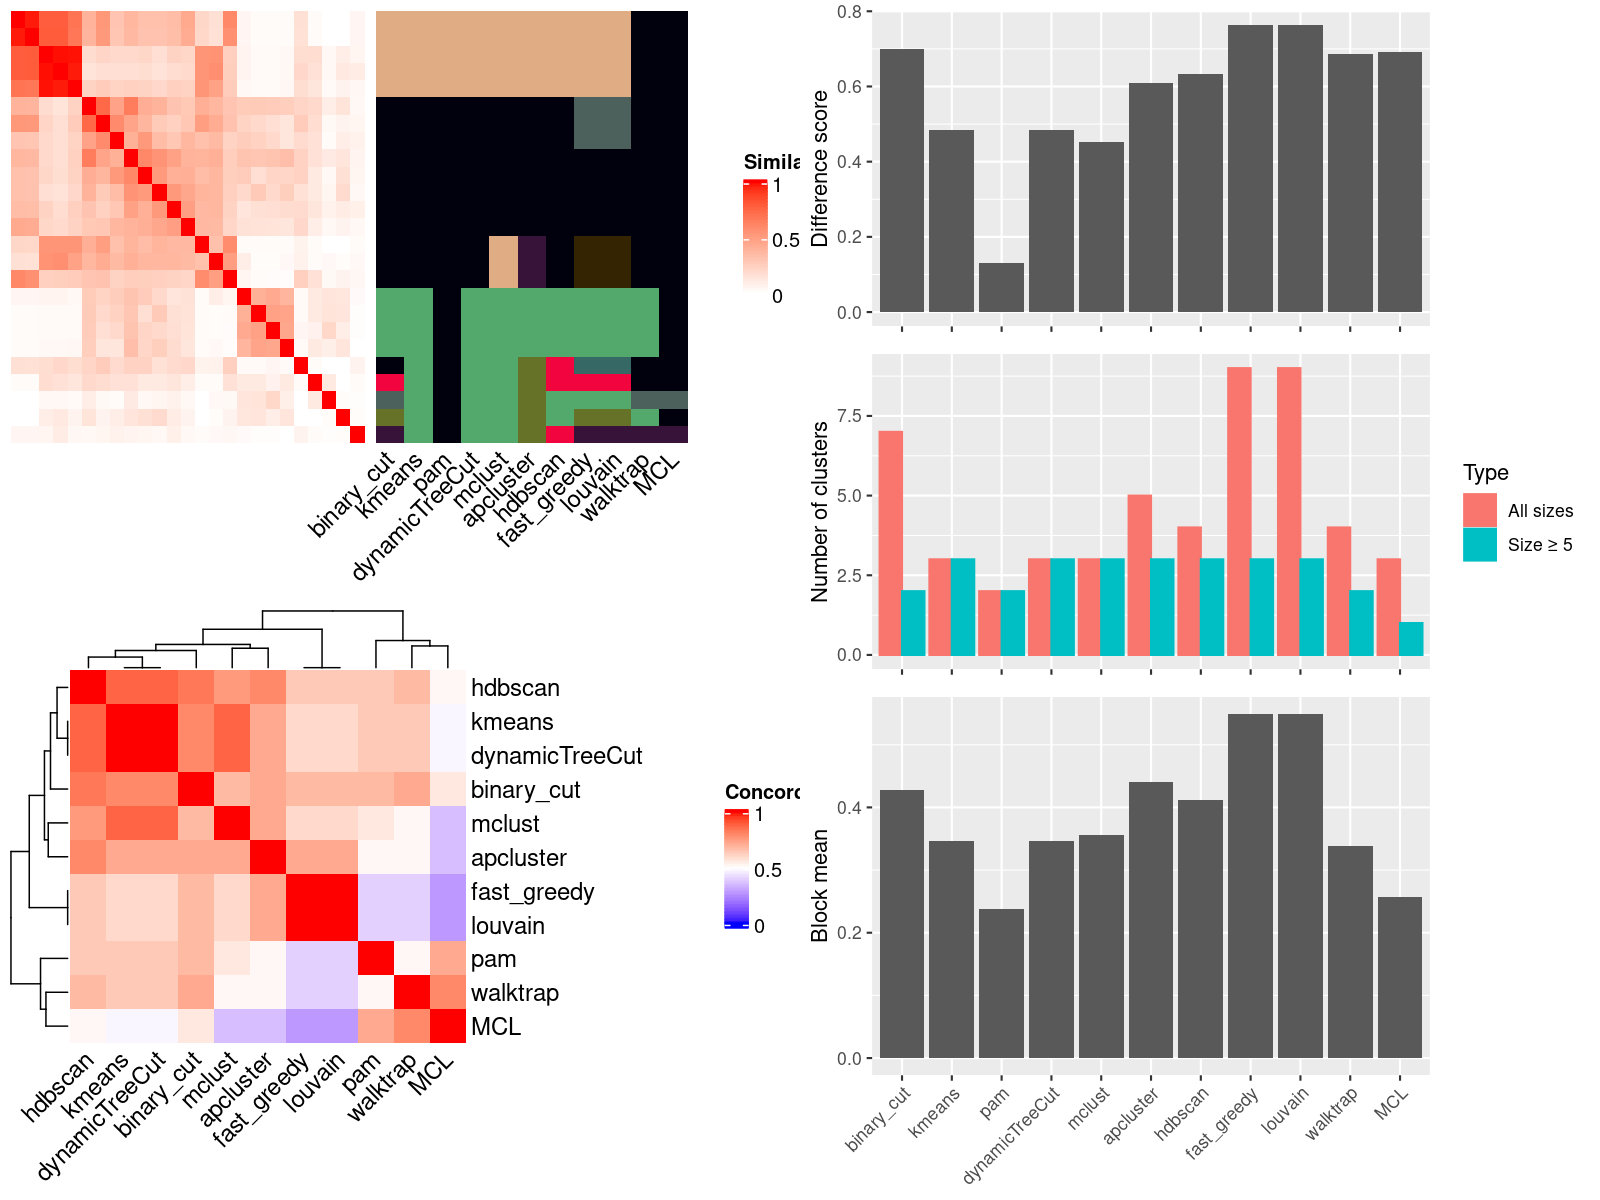 Simila
1
0.5
0
binary_cut
kmeans
pam
dynamicTreeCut
mclust
apcluster
hdbscan
fast_greedy
louvain
walktrap
MCL
hdbscan
kmeans
dynamicTreeCut
binary_cut
mclust
apcluster
fast_greedy
louvain
pam
walktrap
MCL
Concord
1
0.5
0
hdbscan
kmeans
dynamicTreeCut
binary_cut
mclust
apcluster
fast_greedy
louvain
pam
walktrap
MCL
Difference score
0.8
0.6
0.4
0.2
0.0
Number of clusters
7.5
5.0
2.5
0.0
Type
All sizes
Size ≥ 5
Block mean
0.4
0.2
0.0
binary_cut
kmeans
pam
dynamicTreeCut
mclust
apcluster
hdbscan
fast_greedy
louvain
walktrap
MCL